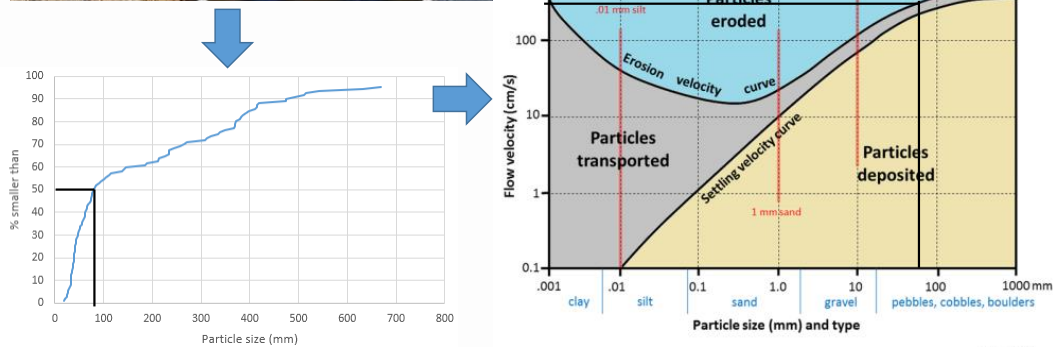 100
90
80
70
60
50
40
30
20
10
0
% smaller than
0 100 200 300 400 500 600 700 800
Particle size (mm)
Particles
eroded
.01 mm silt
Erosion velocity curve
Particles
transported
Settling velocity curve
Particles
deposited
1 mm sand
Flow velocity (cm/s)
100
10
1
0.1
.001 .01 0.1 1.0 10 100 1000 mm
clay silt sand gravel pebbles, cobbles, boulders
Particle size (mm) and type